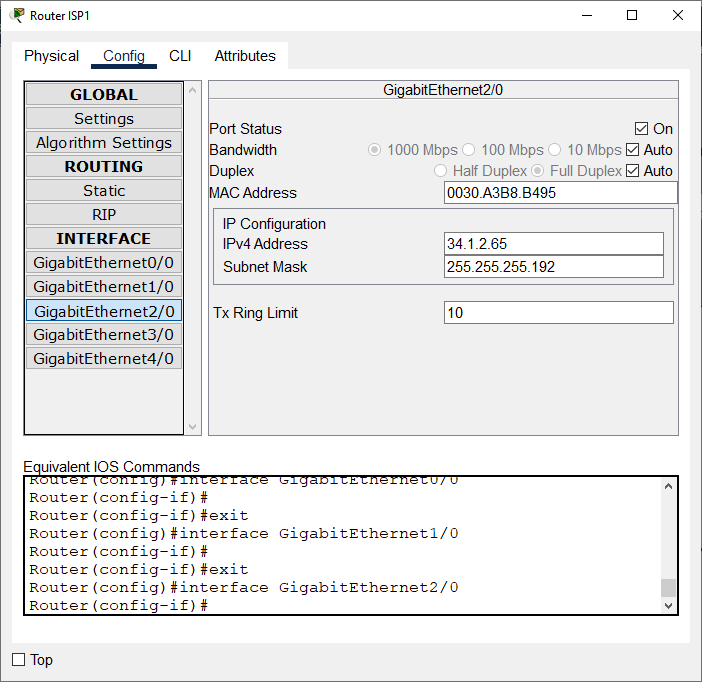 Router ISP1
Physical Config CLI Attributes
GLOBAL
Settings
Algorithm Settings
ROUTING
Static
RIP
INTERFACE
GigabitEthernet0/0
GigabitEthernet1/0
GigabitEthernet2/0
GigabitEthernet3/0
GigabitEthernet4/0
GigabitEthernet2/0
Port Status On
Bandwidth 1000 Mbps 100 Mbps 10 Mbps Auto
Duplex Half Duplex Full Duplex Auto
MAC Address 0030.A3B8.B495
IP Configuration
IPv4 Address 34.1.2.65
Subnet Mask 255.255.255.192
Tx Ring Limit 10
Equivalent IOS Commands
Router(config)#interface GigabitEthernet0/0
Router(config-if)#
Router(config-if)#exit
Router(config)#interface GigabitEthernet1/0
Router(config-if)#
Router(config-if)#exit
Router(config)#interface GigabitEthernet2/0
Router(config-if)#
Top